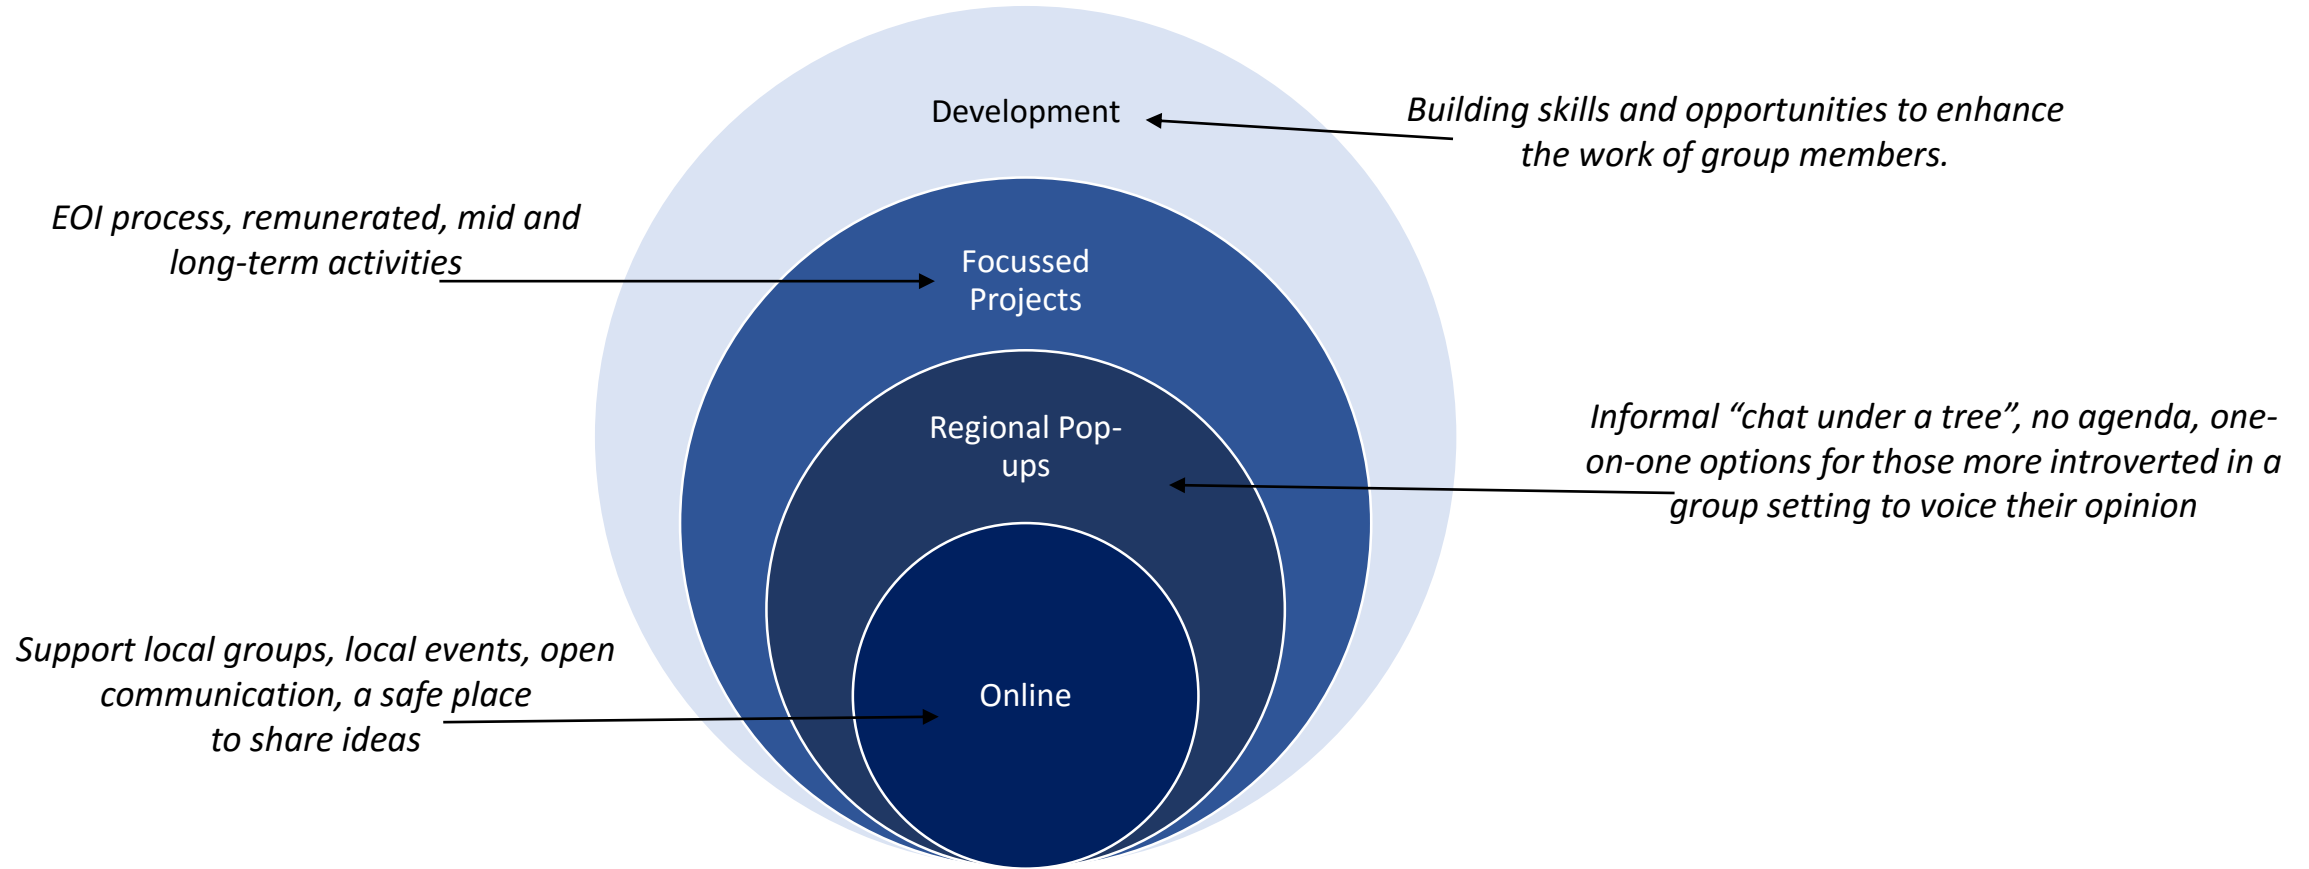 Development
Building skills and opportunities to enhance
the work of group members.
EOI process, remunerated, mid and
long-term activities
Focussed
Projects
Regional Pop-
ups
Informal “chat under a tree”, no agenda, one-
on-one options for those more introverted in a
group setting to voice their opinion
Support local groups, local events, open
communication, a safe place
to share ideas
Online